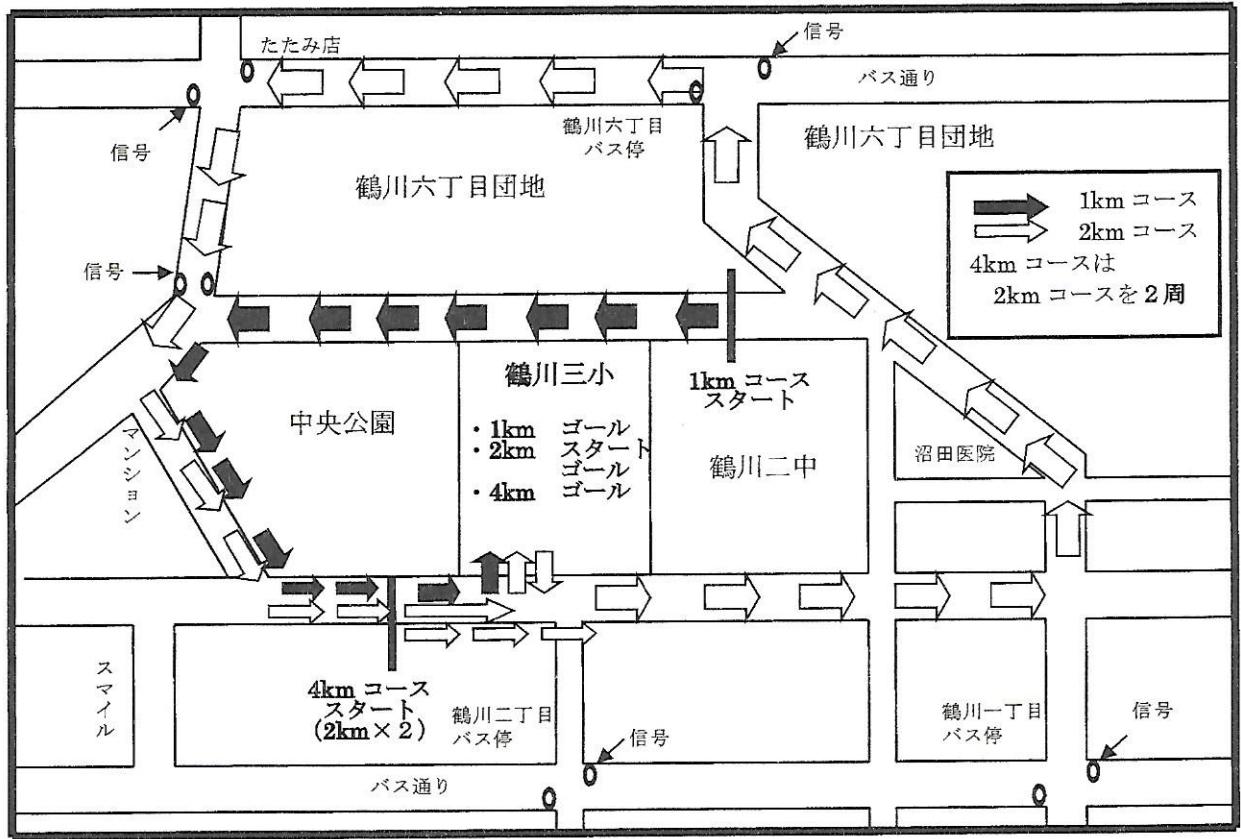 信号
たたみ店
バス通り
信号
鶴川六丁目
バス停
鶴川六丁目団地
鶴川六丁目団地
1km コース
2km コース
4km コースは
2km コースを 2 周
信号
鶴川三小
・1km ゴール
・2km スタート
ゴール
・4km ゴール
1km コース
スタート
中央公園
鶴川二中
沼田医院
マンション
スマイル
4km コース
スタート
(2km×2)
鶴川二丁目
バス停
鶴川一丁目
バス停
信号
信号
バス通り